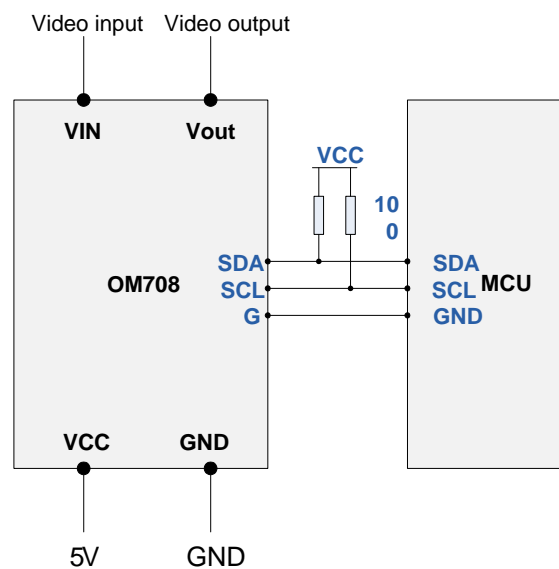 Video input Video output
VIN Vout
VCC
10
0
SDA SDA
OM708 SCL SCL MCU
G GND
VCC GND
5V GND